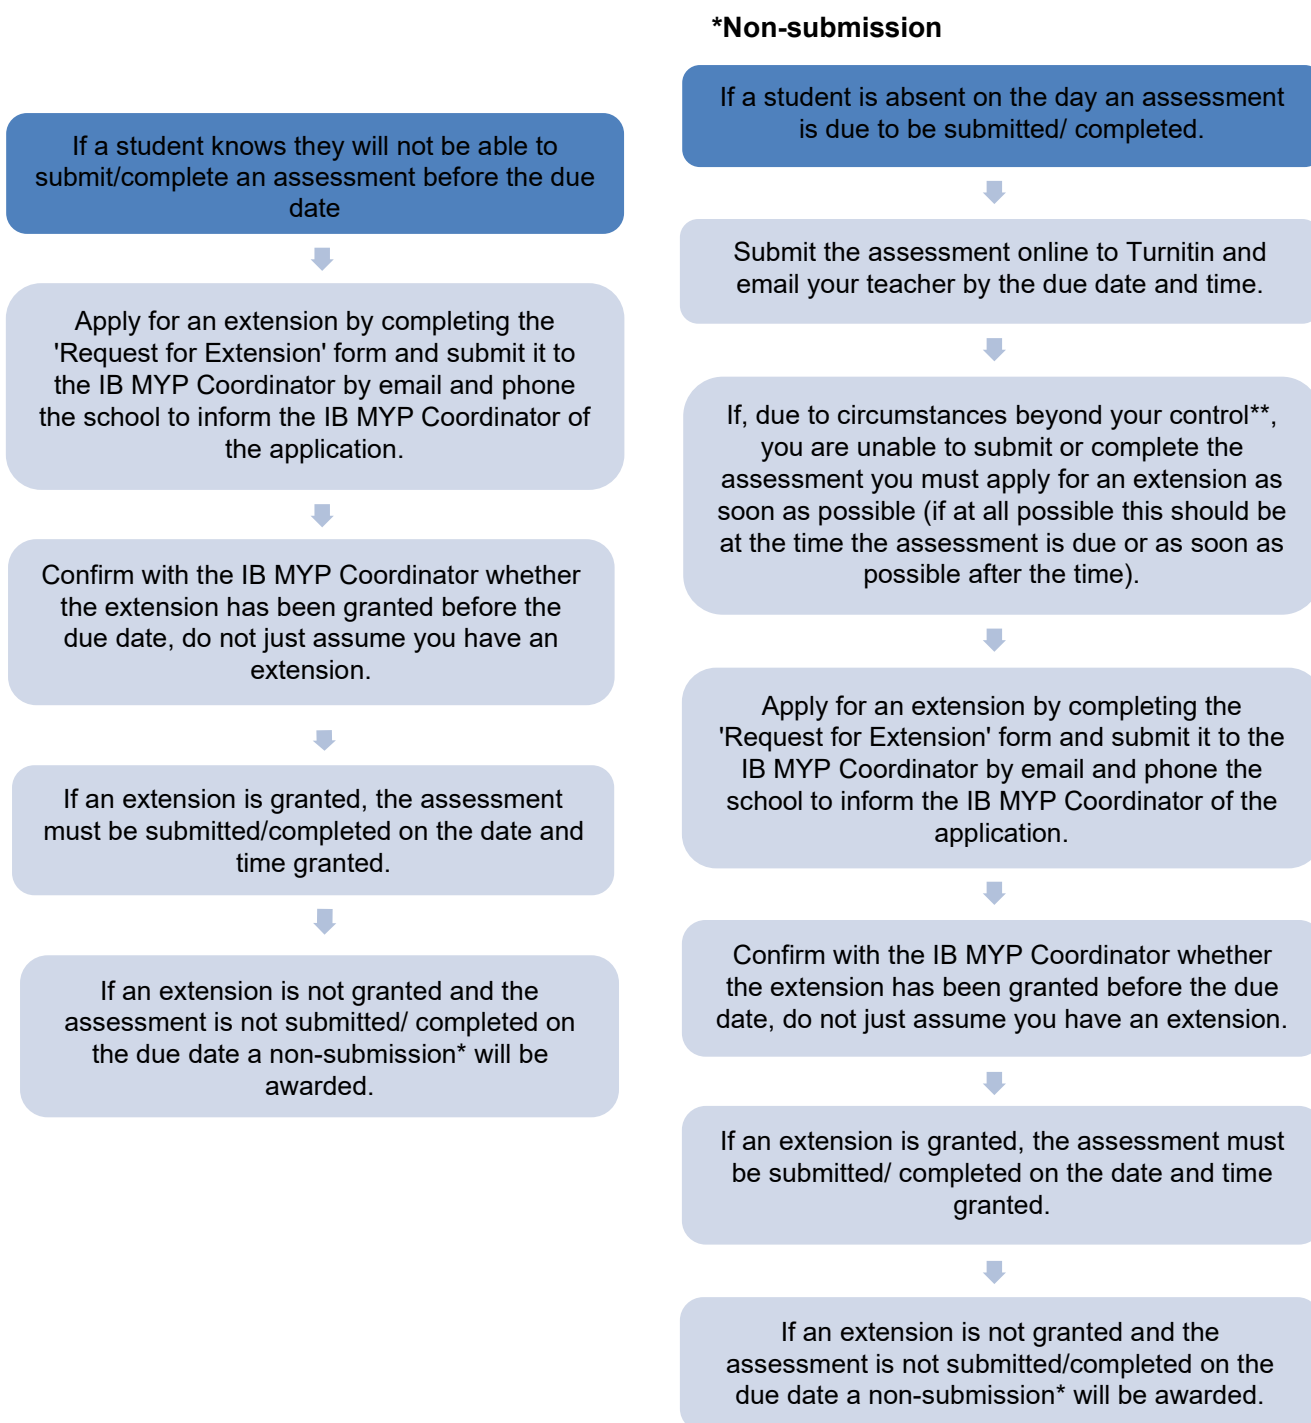 *Non-submission
If a student knows they will not be able to
submit/complete an assessment before the due
date
Apply for an extension by completing the
'Request for Extension' form and submit it to
the IB MYP Coordinator by email and phone
the school to inform the IB MYP Coordinator of
the application.
Confirm with the IB MYP Coordinator whether
the extension has been granted before the
due date, do not just assume you have an
extension.
If an extension is granted, the assessment
must be submitted/completed on the date and
time granted.
If an extension is not granted and the
assessment is not submitted/ completed on
the due date a non-submission* will be
awarded.
If a student is absent on the day an assessment
is due to be submitted/ completed.
Submit the assessment online to Turnitin and
email your teacher by the due date and time.
If, due to circumstances beyond your control**,
you are unable to submit or complete the
assessment you must apply for an extension as
soon as possible (if at all possible this should be
at the time the assessment is due or as soon as
possible after the time).
Apply for an extension by completing the
'Request for Extension' form and submit it to the
IB MYP Coordinator by email and phone the
school to inform the IB MYP Coordinator of the
application.
Confirm with the IB MYP Coordinator whether
the extension has been granted before the due
date, do not just assume you have an extension.
If an extension is granted, the assessment must
be submitted/ completed on the date and time
granted.
If an extension is not granted and the
assessment is not submitted/completed on the
due date a non-submission* will be awarded.